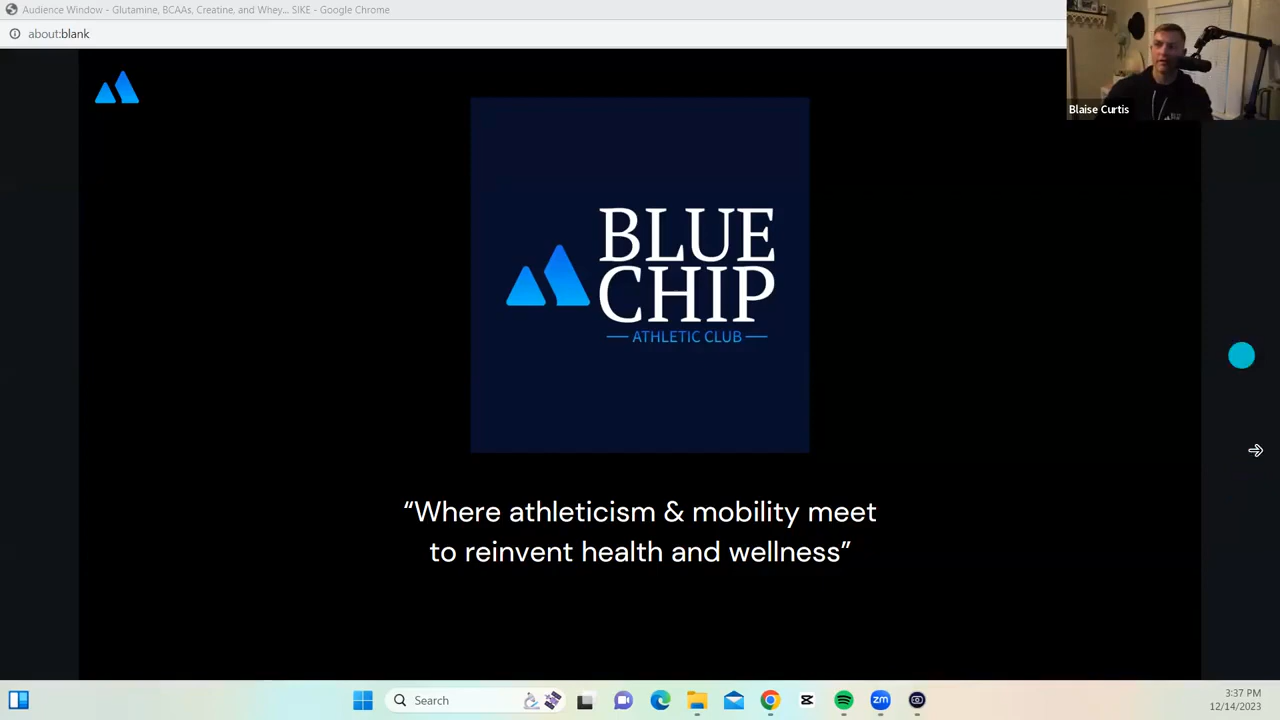 Audience Window - Glutamine, BCAAs, Creatine, and Whey... SIKE - Google Chrome
about:blank
Blaise Curtis
BLUE
CHIP
ATHLETIC CLUB
“Where athleticism & mobility meet
to reinvent health and wellness”
Search
zm
3:37 PM
12/14/2023